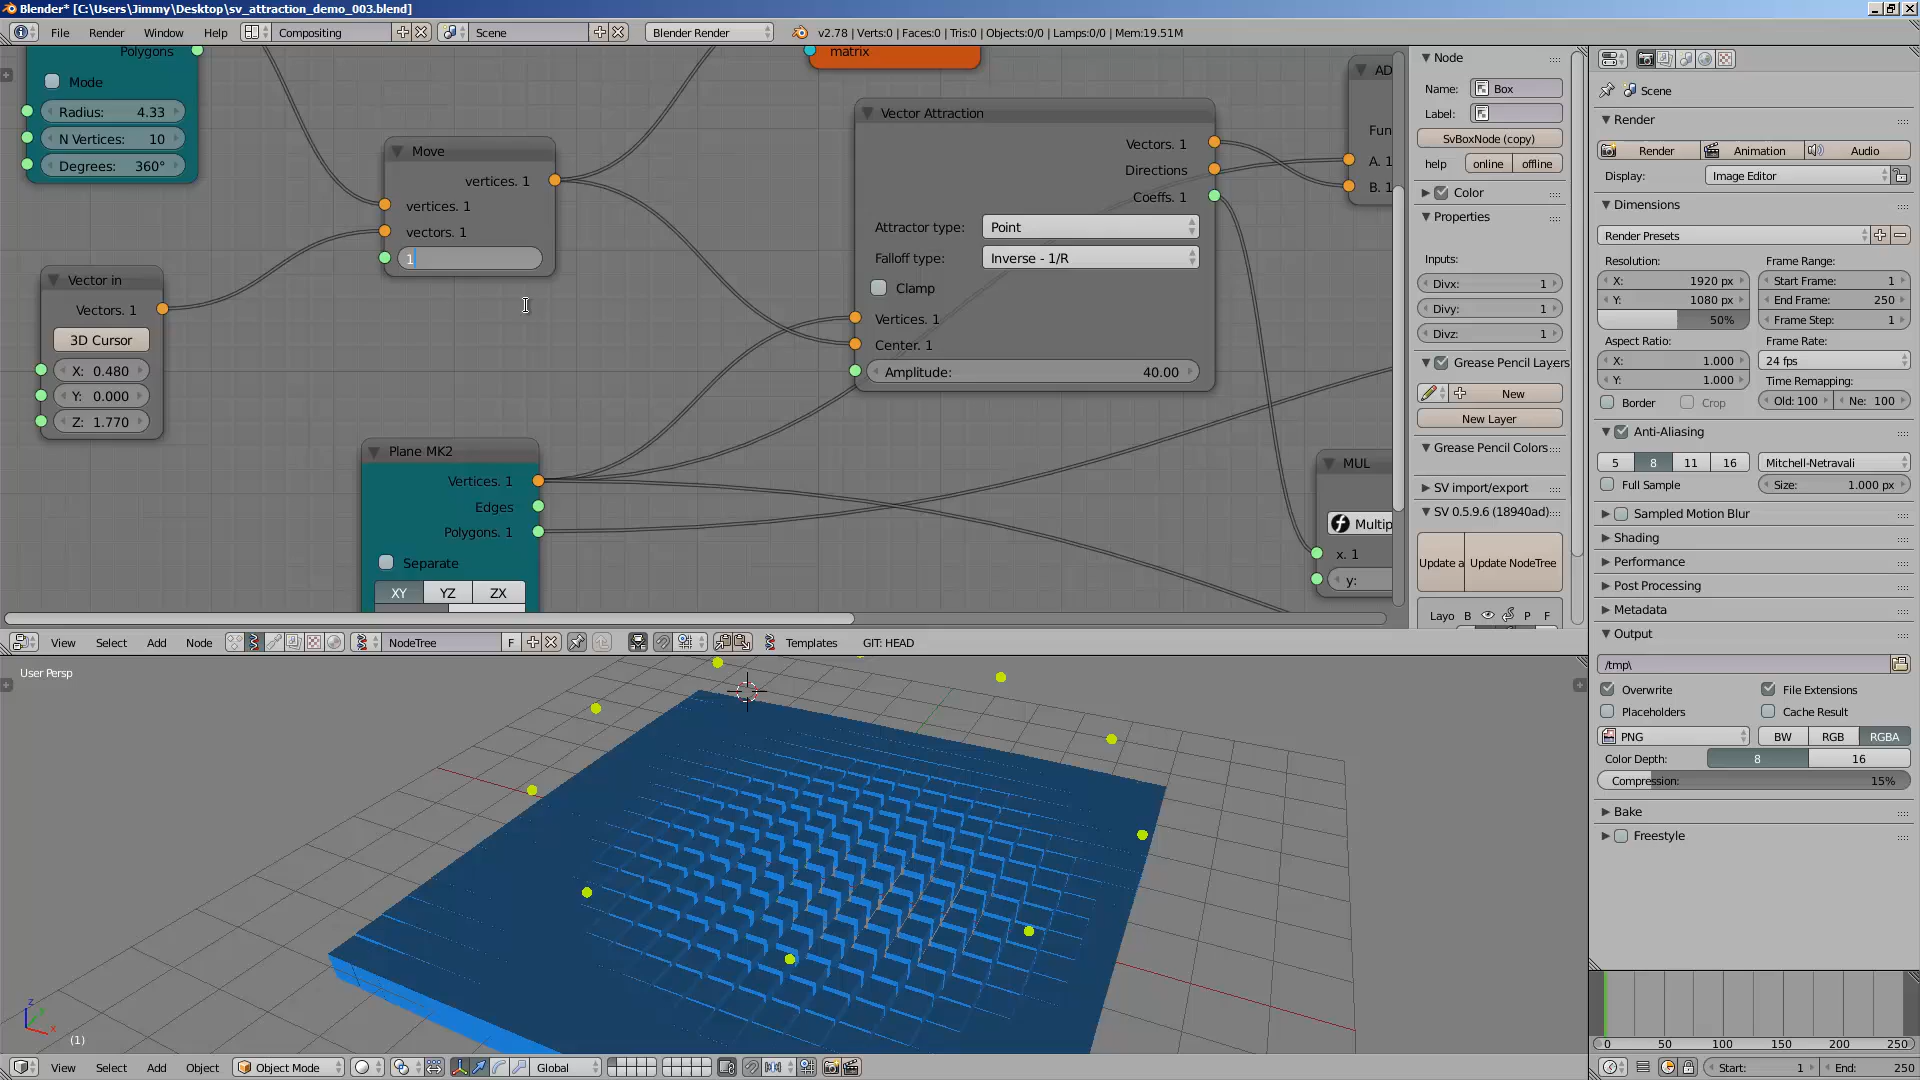 Blender* [C:\Users\Jimmy\Desktop\sv_attraction_demo_003.blend]
File Render Window Help Compositing Scene Blender Render v2.78 | Verts:0 | Faces:0 | Tris:0 | Objects:0/0 | Lamps:0/0 | Mem:19.51M
Polygons
Mode
Radius: 4.33
N Vertices: 10
Degrees: 360°
Move
vertices. 1
vertices. 1
vectors. 1
1
Vector in
Vectors. 1
3D Cursor
X: 0.480
Y: 0.000
Z: 1.770
matrix
Vector Attraction
Vectors. 1
Directions
Coeffs. 1
Attractor type: Point
Falloff type: Inverse - 1/R
Clamp
Vertices. 1
Center. 1
Amplitude: 40.00
AD
Fun
A. 1
B. 1
Plane MK2
Vertices. 1
Edges
Polygons. 1
Separate
XY YZ ZX
MUL
Multip
x. 1
y:
Node
Name: Box
Label:
SvBoxNode (copy)
help online offline
Color
Properties
Inputs:
Divx: 1
Divy: 1
Divz: 1
Grease Pencil Layers
New
New Layer
Grease Pencil Colors
SV import/export
SV 0.5.9.6 (18940ad)
Update a Update NodeTree
Layo B P F
View Select Add Node NodeTree F Templates GIT: HEAD
User Persp
z
x
(1)
View Select Add Object Object Mode Global
Scene
Render
Render Animation Audio
Display: Image Editor
Dimensions
Render Presets
Resolution: Frame Range:
X: 1920 px Start Frame: 1
Y: 1080 px End Frame: 250
50% Frame Step: 1
Aspect Ratio: Frame Rate:
X: 1.000 24 fps
Y: 1.000 Time Remapping:
Border Crop Old: 100 Ne: 100
Anti-Aliasing
5 8 11 16 Mitchell-Netravali
Full Sample Size: 1.000 px
Sampled Motion Blur
Shading
Performance
Post Processing
Metadata
Output
/tmp\
Overwrite File Extensions
Placeholders Cache Result
PNG BW RGB RGBA
Color Depth: 8 16
Compression: 15%
Bake
Freestyle
0 50 100 150 200 250
Start: 1 End: 250